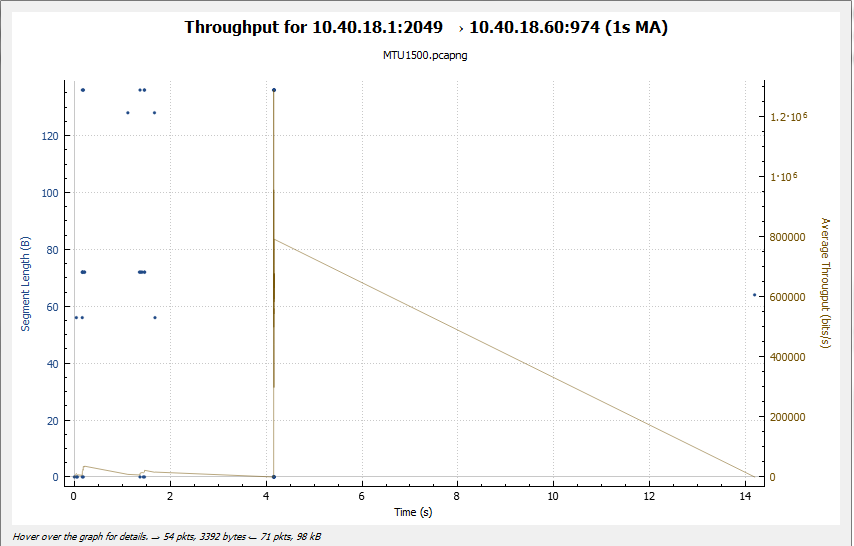 Throughput for 10.40.18.1:2049 → 10.40.18.60:974 (1s MA)
MTU1500.pcapng
Segment Length (B)
120
100
80
60
40
20
0
1.2·10⁶
1·10⁶
800000
600000
400000
200000
0
Average Througput (bits/s)
0 2 4 6 8 10 12 14
Time (s)
Hover over the graph for details. → 54 pkts, 3392 bytes ← 71 pkts, 98 kB